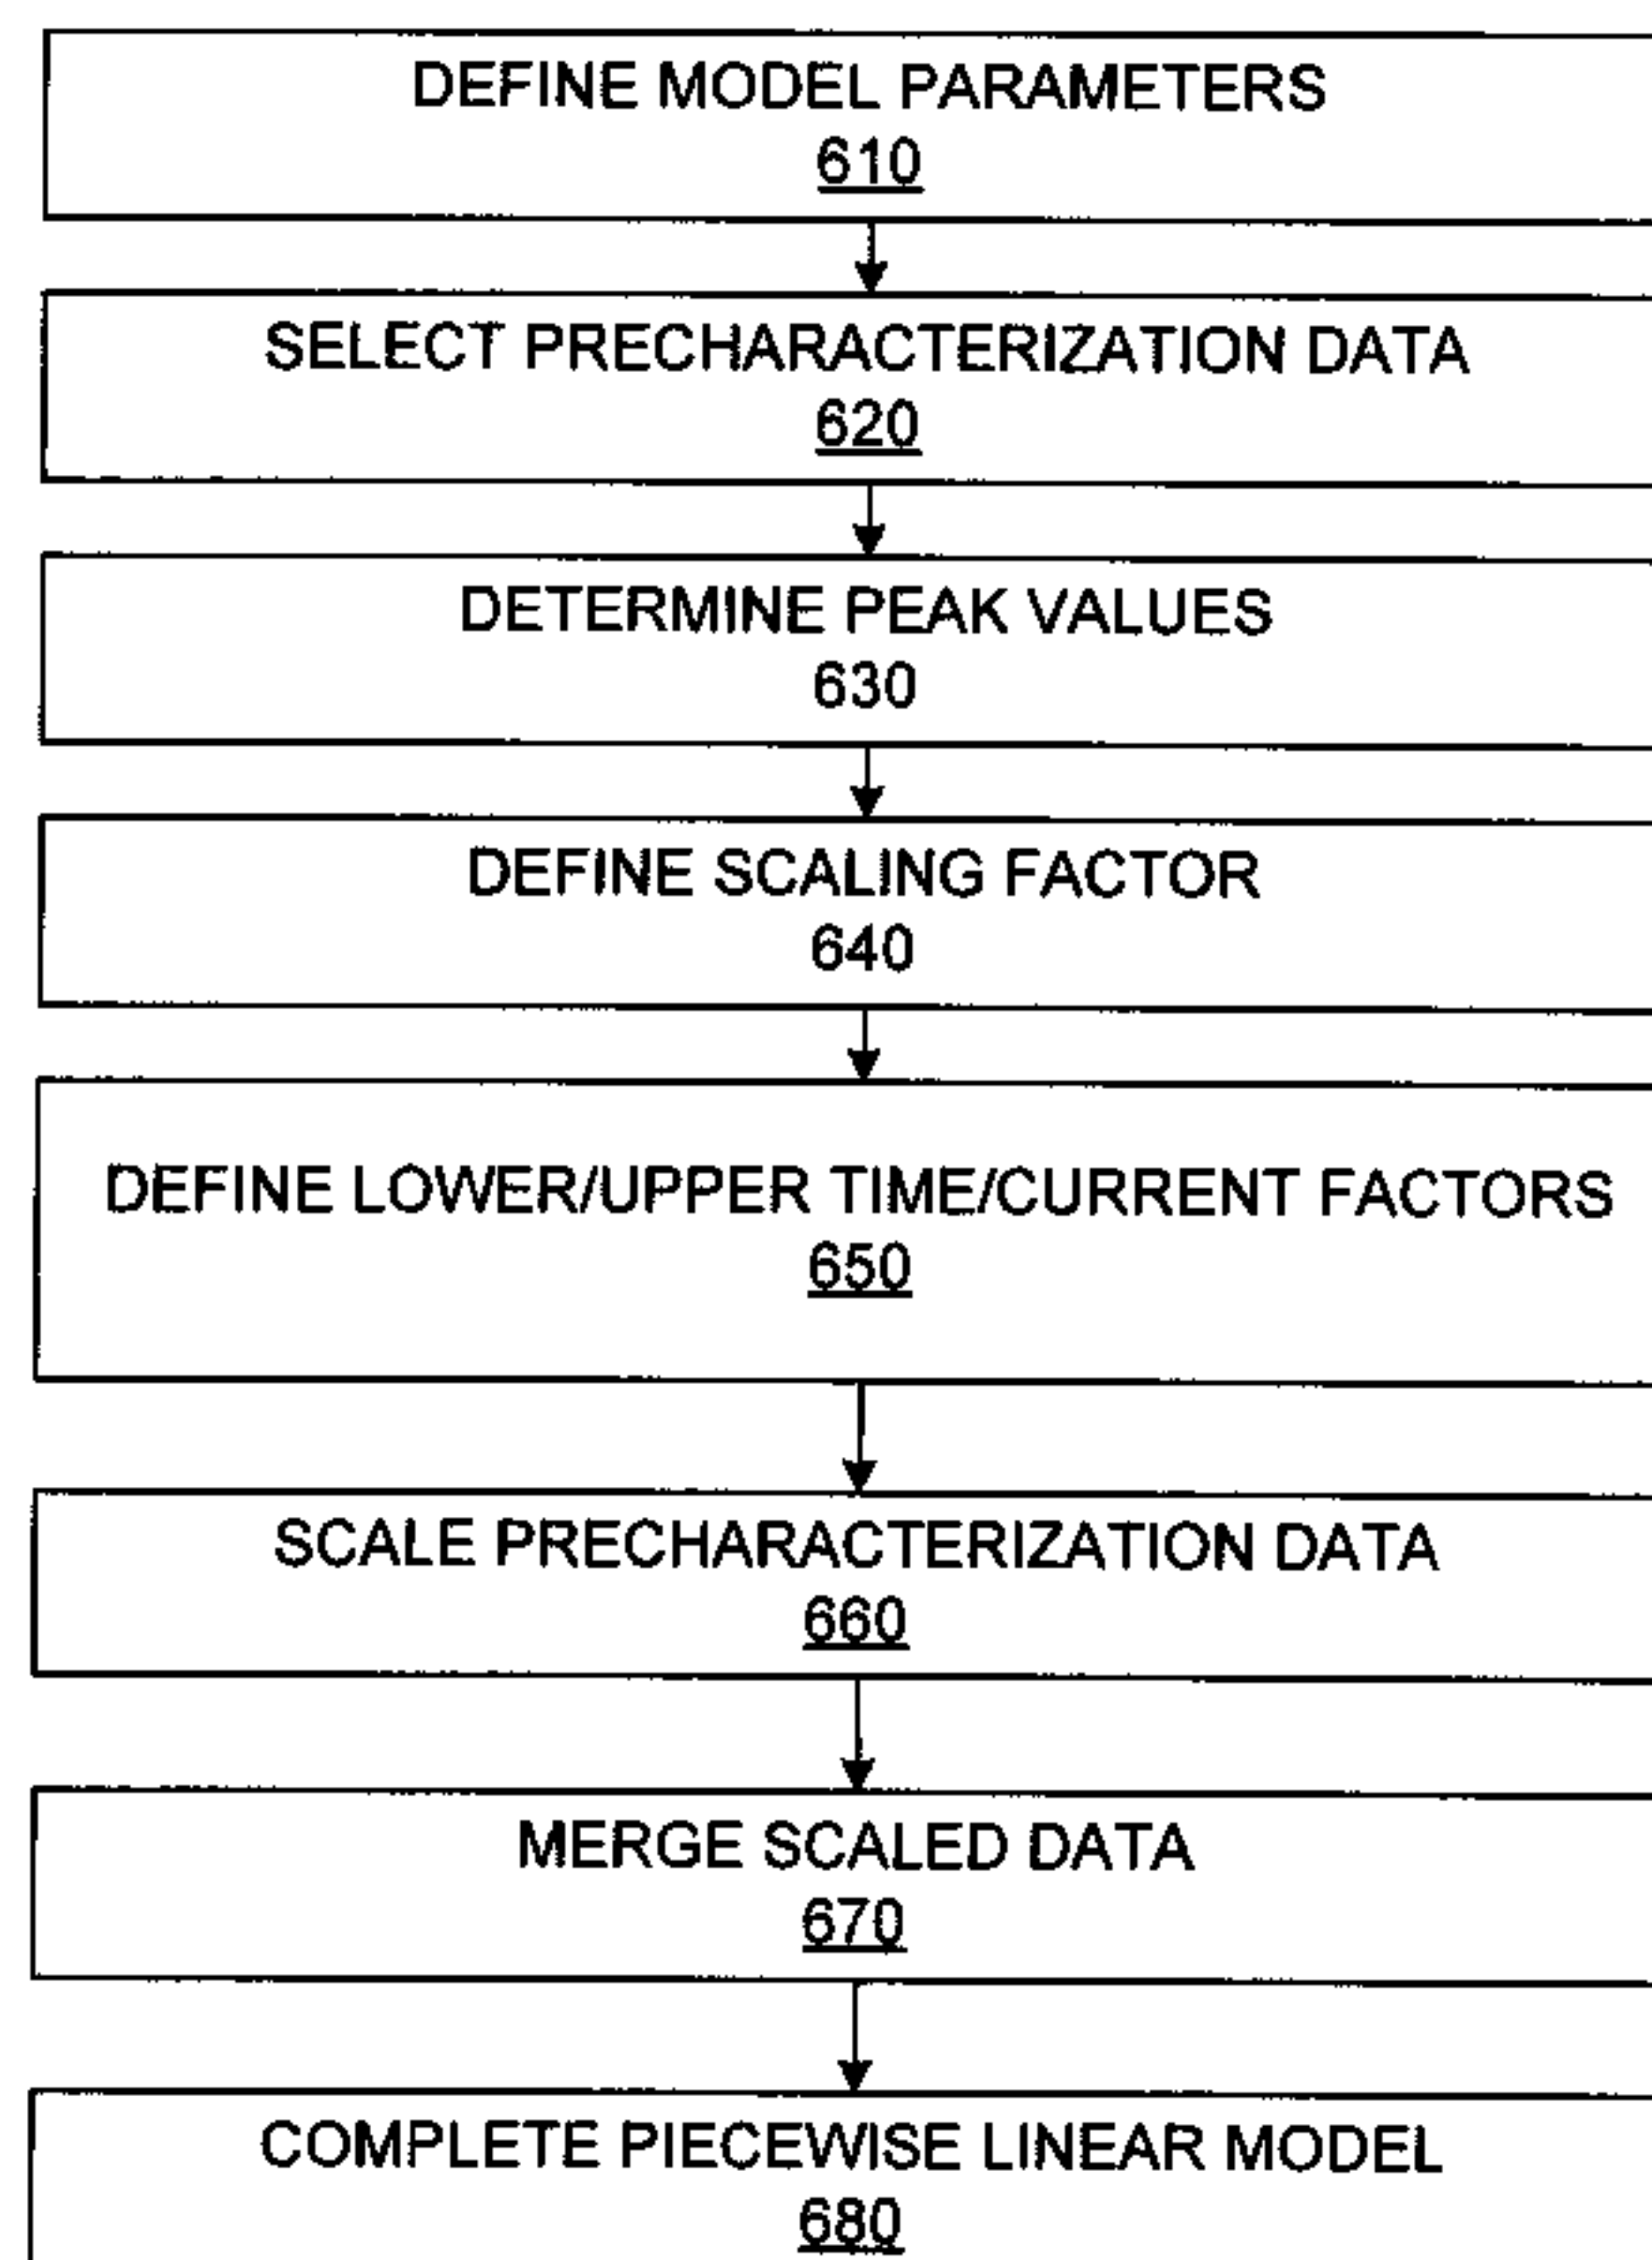 DEFINE MODEL PARAMETERS
610
SELECT PRECHARACTERIZATION DATA
620
DETERMINE PEAK VALUES
630
DEFINE SCALING FACTOR
640
DEFINE LOWER/UPPER TIME/CURRENT FACTORS
650
SCALE PRECHARACTERIZATION DATA
660
MERGE SCALED DATA
670
COMPLETE PIECEWISE LINEAR MODEL
680